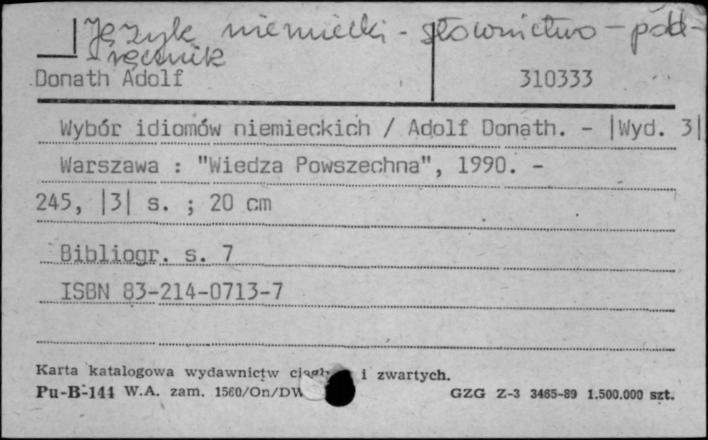 Język niemiecki - słownictwo - pod-
- ręcznik
Donath Adolf 310333
Wybór idiomów niemieckich / Adolf Donath. - |Wyd. 3|
Warszawa : "Wiedza Powszechna", 1990. -
245, |3| s. ; 20 cm
Bibliogr. s. 7
ISBN 83-214-0713-7
Karta katalogowa wydawnictw i zwartych.
Pu-B-144 W.A. zam. 1560/On/DW GZG Z-3 3465-89 1.500.000 szt.